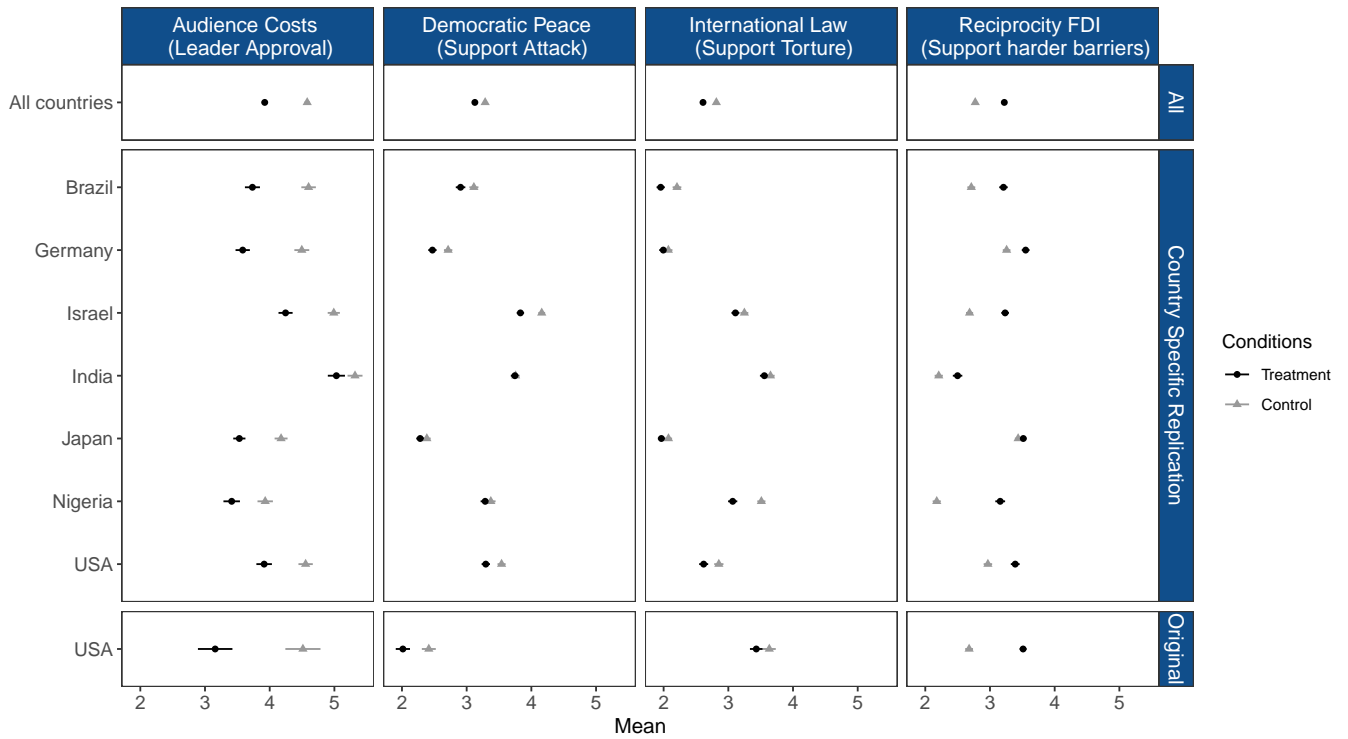 Audience Costs
(Leader Approval)
Democratic Peace
(Support Attack)
International Law
(Support Torture)
Reciprocity FDI
(Support harder barriers)
All countries
All
Brazil
Germany
Israel
India
Japan
Nigeria
USA
Country Specific Replication
USA
Original
2 3 4 5
2 3 4 5
2 3 4 5
2 3 4 5
Mean
Conditions
Treatment
Control